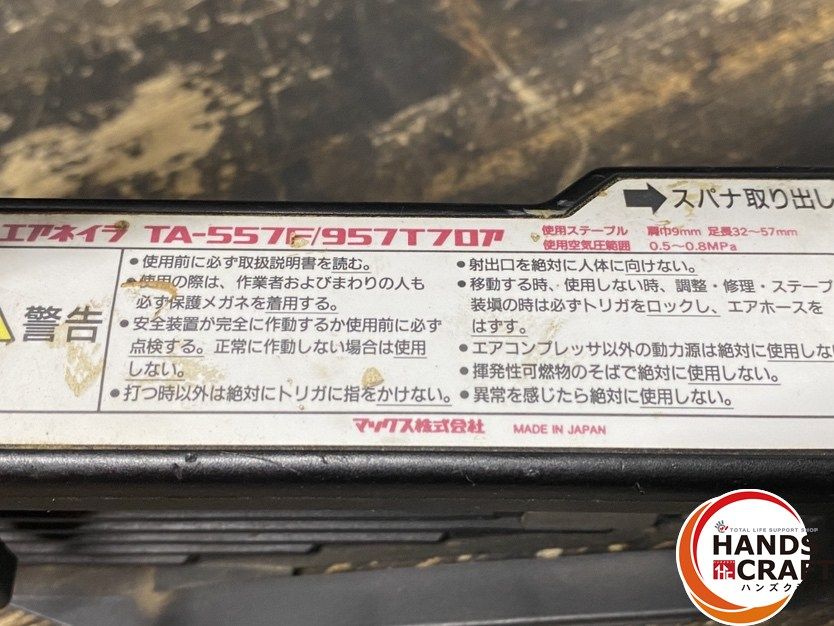 ➡スパナ取り出し
エアネイラ TA-557F/957Tフロア
使用ステープル 肩巾9mm 足長32〜57mm
使用空気圧範囲 0.5〜0.8MPa
警告
●使用前に必ず取扱説明書を読む。
●使用の際は、作業者およびまわりの人も
必ず保護メガネを着用する。
●安全装置が完全に作動するか使用前に必ず
点検する。正常に作動しない場合は使用
しない。
●打つ時以外は絶対にトリガに指をかけない。
●射出口を絶対に人体に向けない。
●移動する時、使用しない時、調整・修理・ステープ
装填の時は必ずトリガをロックし、エアホースを
はずす。
●エアコンプレッサ以外の動力源は絶対に使用しな
●揮発性可燃物のそばで絶対に使用しない。
●異常を感じたら絶対に使用しない。
マックス株式会社 MADE IN JAPAN
TOTAL LIFE SUPPORT SHOP
HANDS
CRAFT
ハンズク